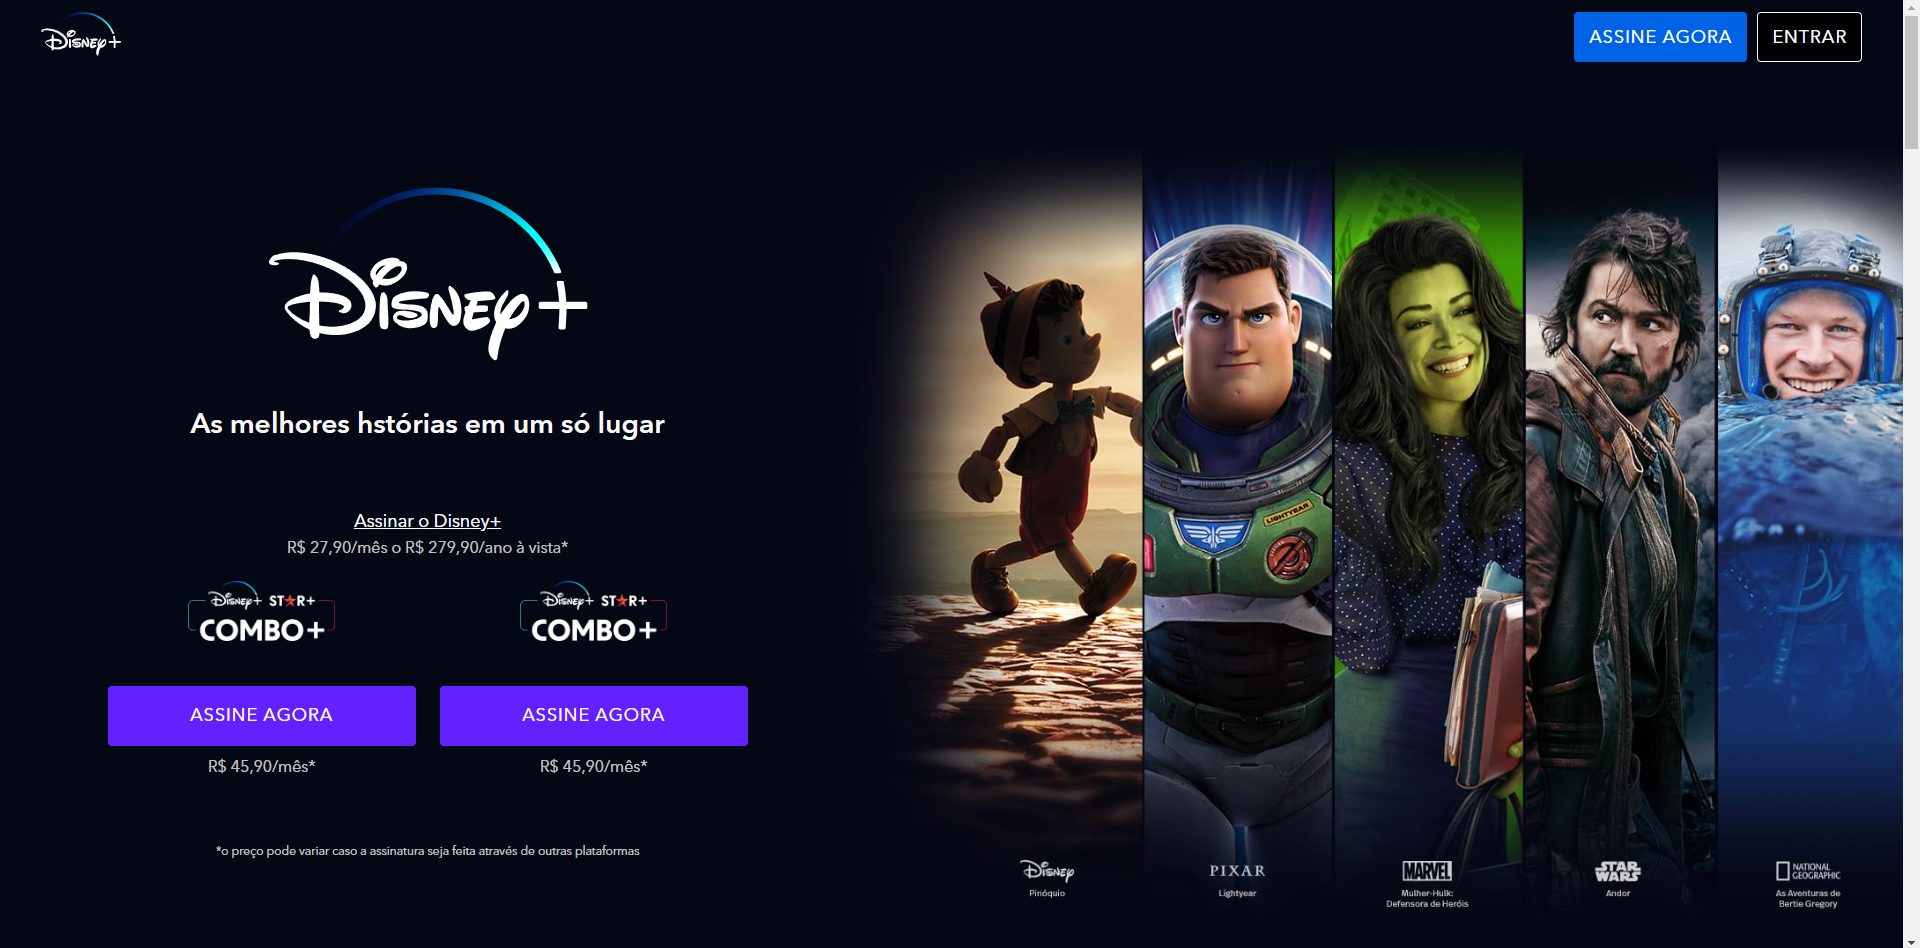 Disney+
ASSINE AGORA
ENTRAR
Disney+
As melhores hstórias em um só lugar
Assinar o Disney+
R$ 27,90/mês o R$ 279,90/ano à vista*
Disney+ STAR+
COMBO+
ASSINE AGORA
R$ 45,90/mês*
Disney+ STAR+
COMBO+
ASSINE AGORA
R$ 45,90/mês*
*o preço pode variar caso a assinatura seja feita através de outras plataformas
LIGHTYEAR
Disney
Pinóquio
PIXAR
Lightyear
MARVEL
Mulher-Hulk:
Defensora de Heróis
STAR
WARS
Andor
NATIONAL
GEOGRAPHIC
As Aventuras de
Bertie Gregory